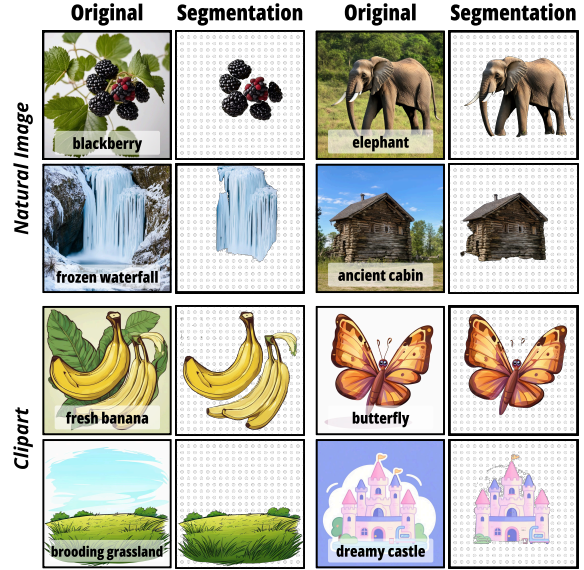 Original Segmentation Original Segmentation
Natural Image
blackberry elephant
frozen waterfall ancient cabin
Clipart
fresh banana butterfly
brooding grassland dreamy castle